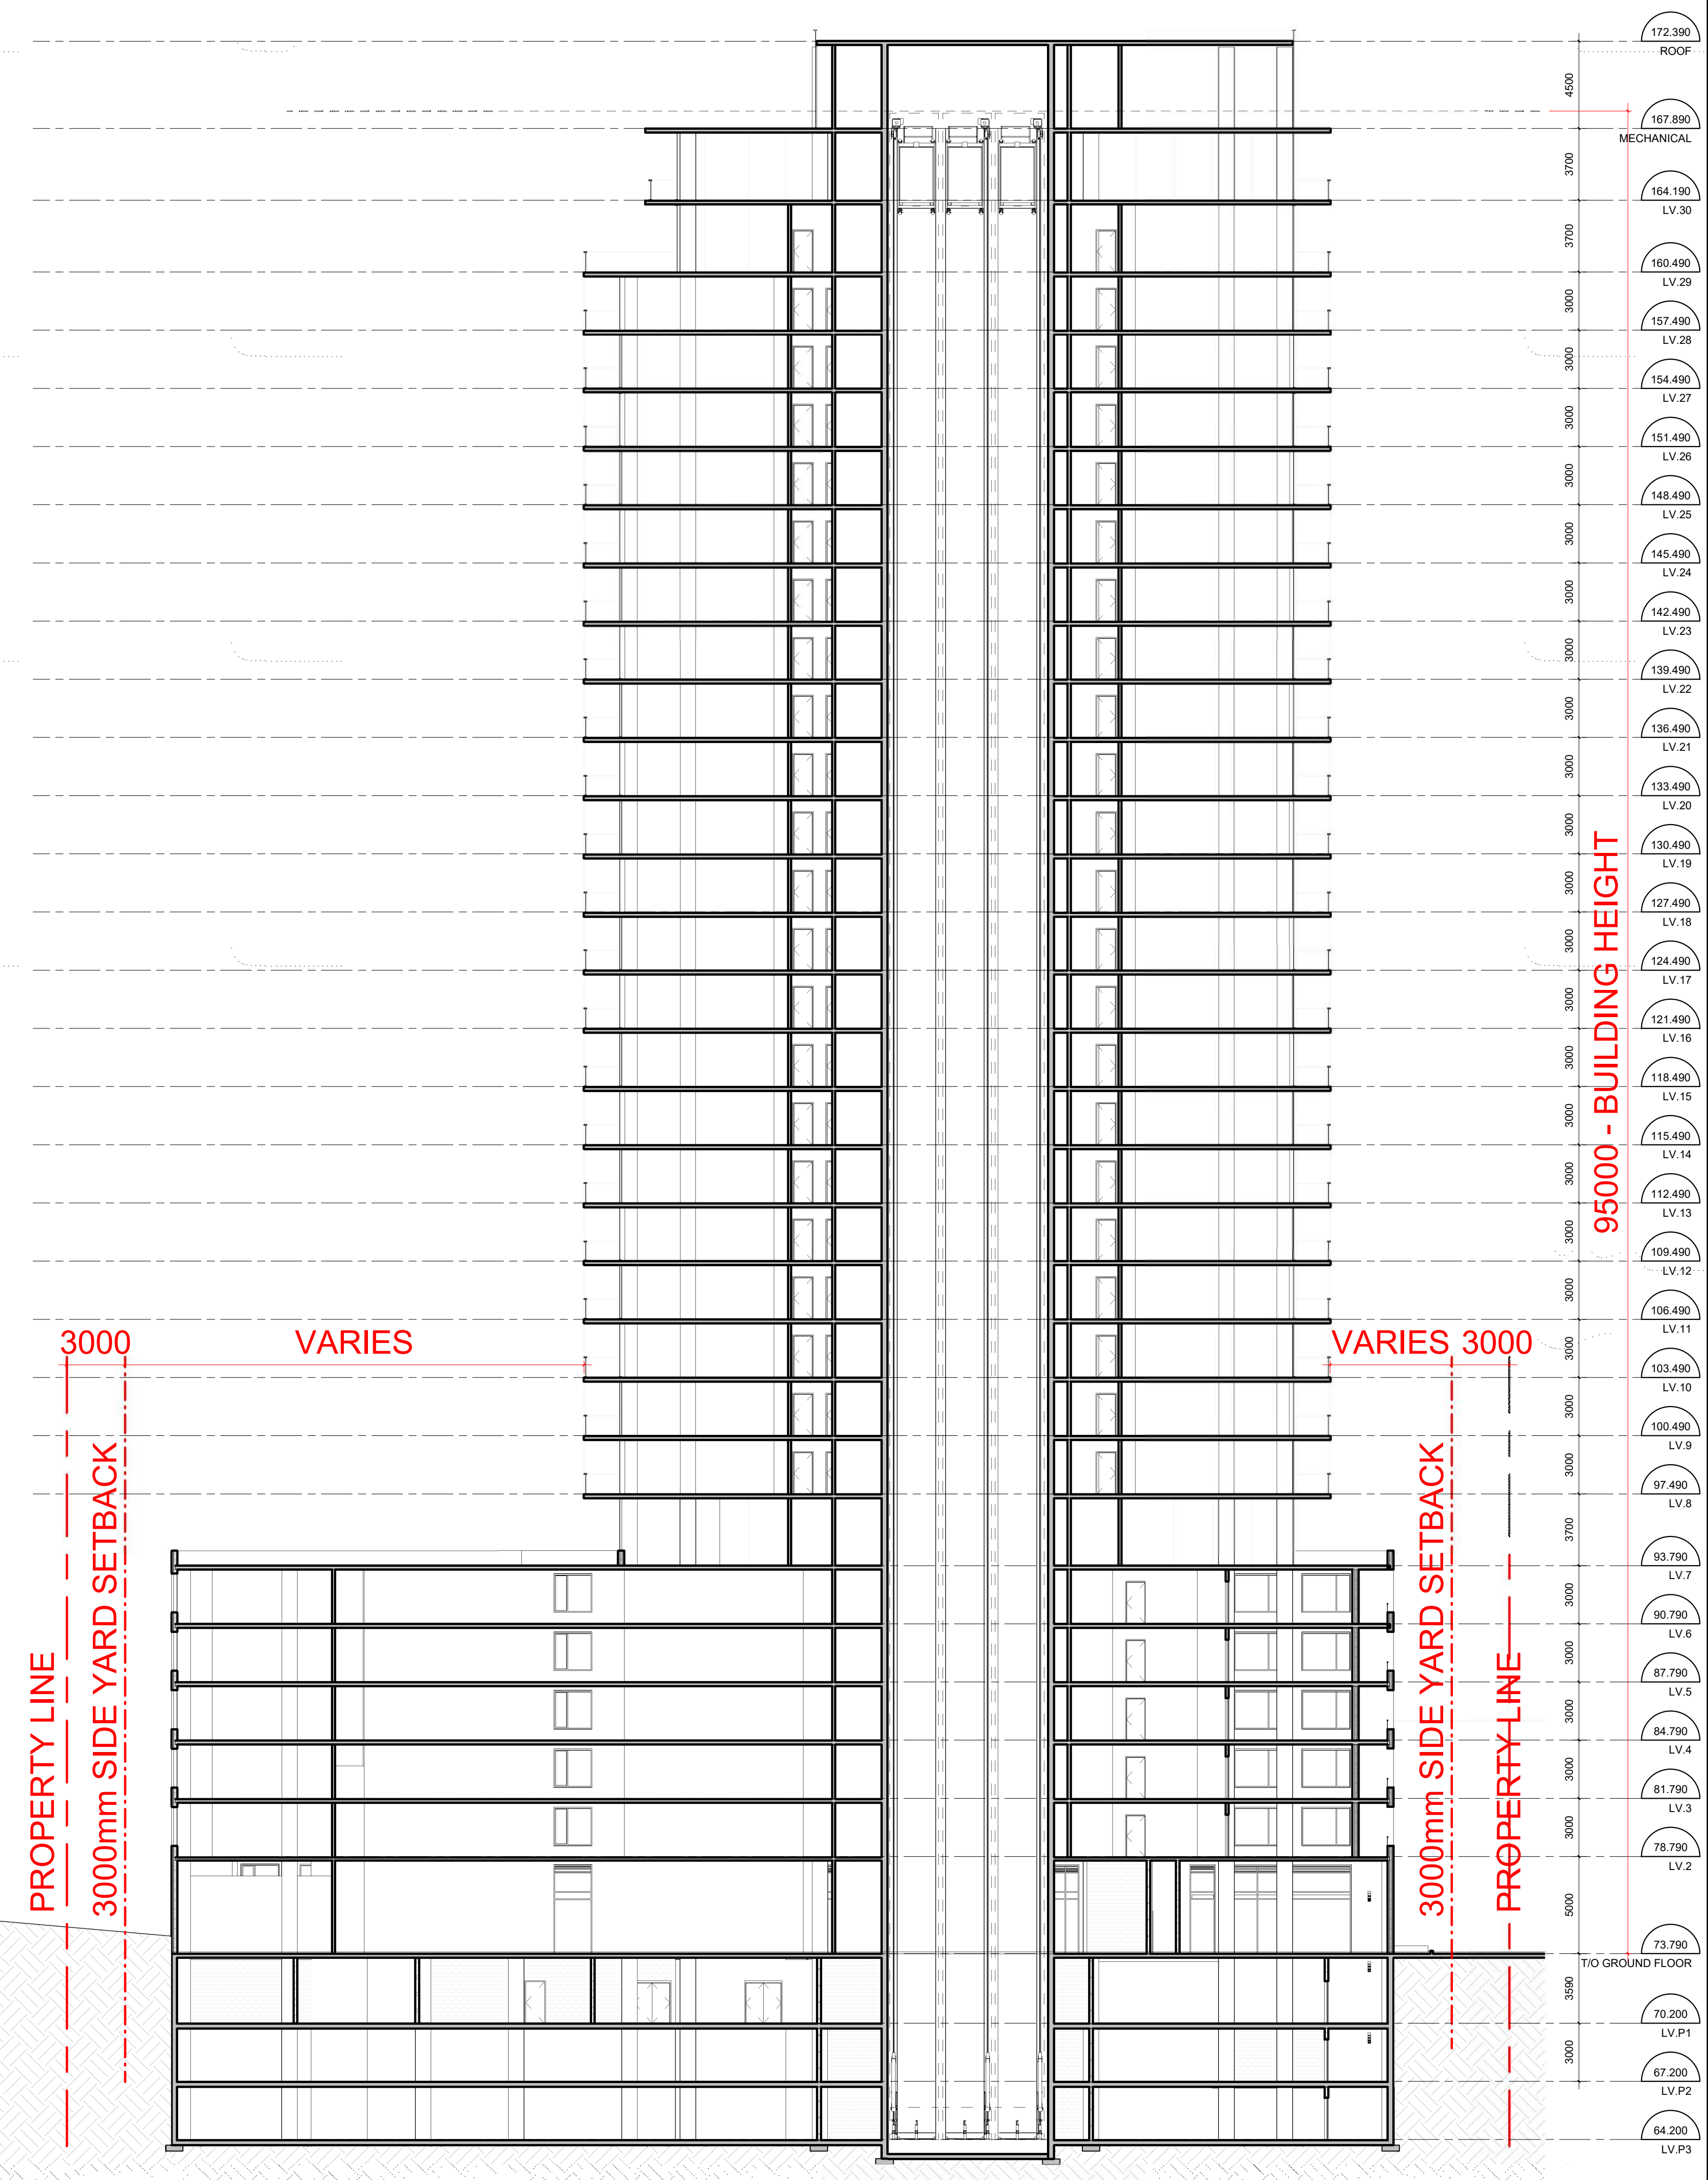 172.390
ROOF
4500
167.890
MECHANICAL
3700
164.190
LV.30
3700
160.490
LV.29
3000
157.490
LV.28
3000
154.490
LV.27
3000
151.490
LV.26
3000
148.490
LV.25
3000
145.490
LV.24
3000
142.490
LV.23
3000
139.490
LV.22
3000
136.490
LV.21
3000
133.490
LV.20
3000
130.490
LV.19
3000
127.490
LV.18
3000
124.490
LV.17
3000
121.490
LV.16
3000
118.490
LV.15
3000
115.490
LV.14
3000
112.490
LV.13
3000
109.490
LV.12
3000
106.490
LV.11
3000
103.490
LV.10
3000
100.490
LV.9
3000
97.490
LV.8
3700
93.790
LV.7
3000
90.790
LV.6
3000
87.790
LV.5
3000
84.790
LV.4
3000
81.790
LV.3
3000
78.790
LV.2
5000
73.790
T/O GROUND FLOOR
3590
70.200
LV.P1
3000
67.200
LV.P2
64.200
LV.P3
95000 - BUILDING HEIGHT
3000 VARIES
VARIES 3000
PROPERTY LINE
3000mm SIDE YARD SETBACK
3000mm SIDE YARD SETBACK
PROPERTY LINE